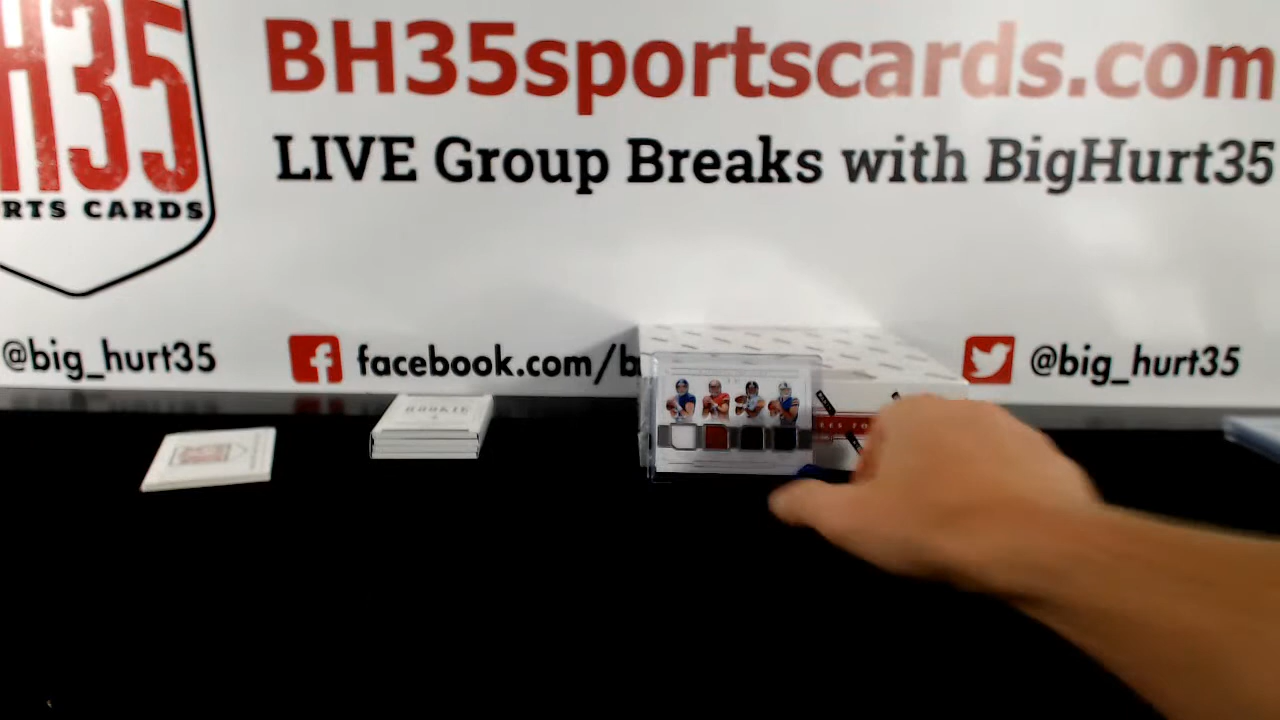 H35
RTS CARDS
BH35sportscards.com
LIVE Group Breaks with BigHurt35
@big_hurt35
facebook.com/b
@big_hurt35
ROOKIE